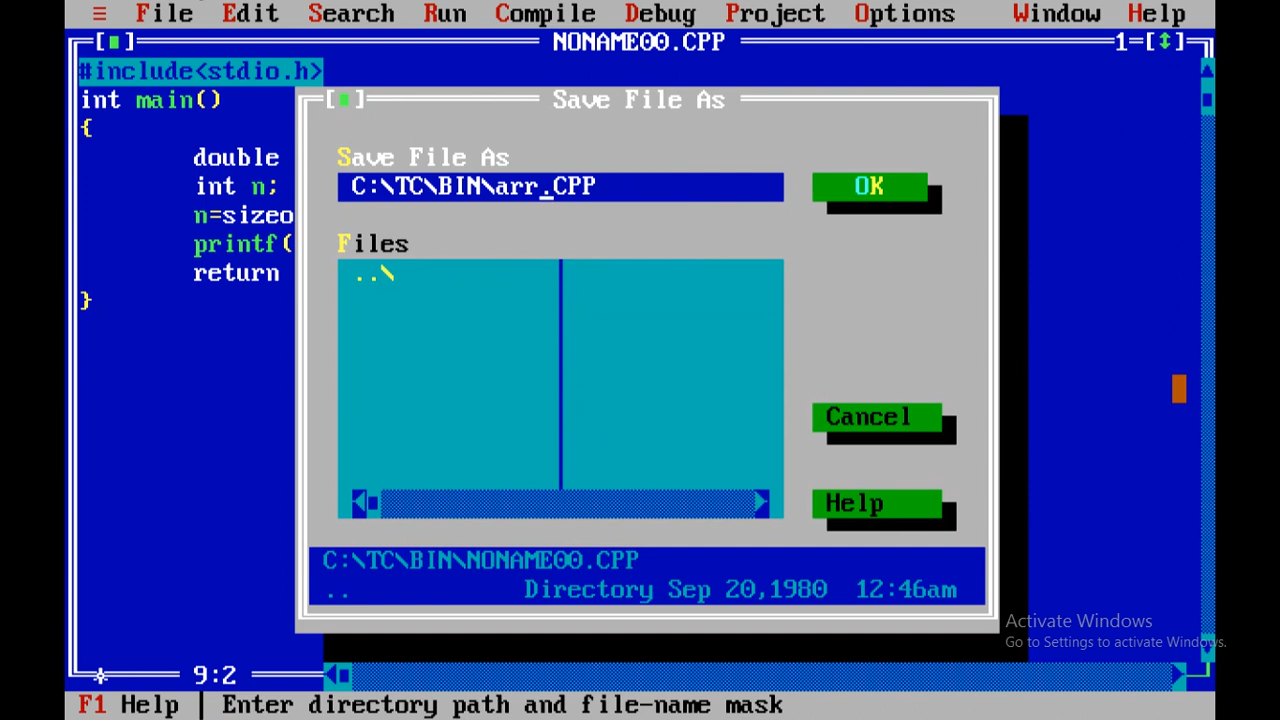 ≡ File Edit Search Run Compile Debug Project Options Window Help
[■] NONAME00.CPP 1=[↕]
#include<stdio.h>
int main()
{
double
int n;
n=sizeo
printf(
return
}
[■] Save File As
Save File As
C:\TC\BIN\arr_.CPP
OK
Files
..\
Cancel
Help
C:\TC\BIN\NONAME00.CPP
.. Directory Sep 20,1980 12:46am
Activate Windows
Go to Settings to activate Windows.
9:2
F1 Help | Enter directory path and file-name mask